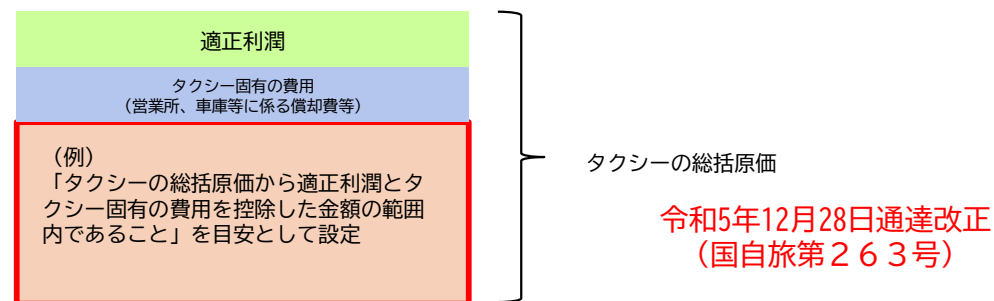 適正利潤
タクシー固有の費用
（営業所、車庫等に係る償却費等）
（例）
「タクシーの総括原価から適正利潤とタ
クシー固有の費用を控除した金額の範囲
内であること」を目安として設定
タクシーの総括原価
令和5年12月28日通達改正
（国自旅第２６３号）